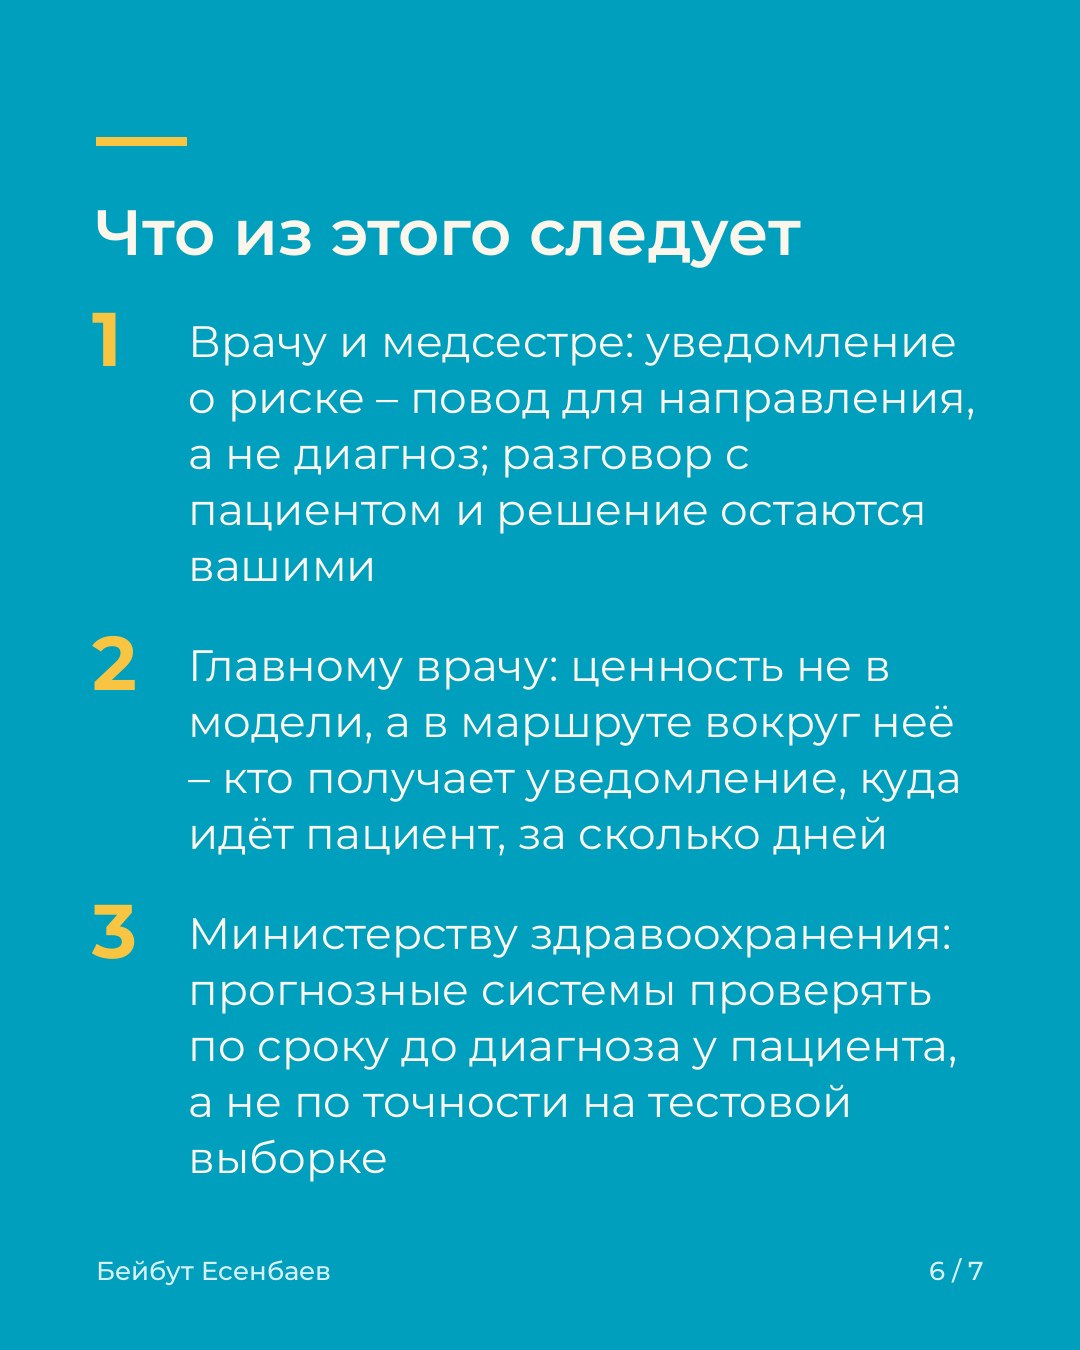 Что из этого следует
1
Врачу и медсестре: уведомление
о риске – повод для направления,
а не диагноз; разговор с
пациентом и решение остаются
вашими
2
Главному врачу: ценность не в
модели, а в маршруте вокруг неё
– кто получает уведомление, куда
идёт пациент, за сколько дней
3
Министерству здравоохранения:
прогнозные системы проверять
по сроку до диагноза у пациента,
а не по точности на тестовой
выборке
Бейбут Есенбаев
6 / 7